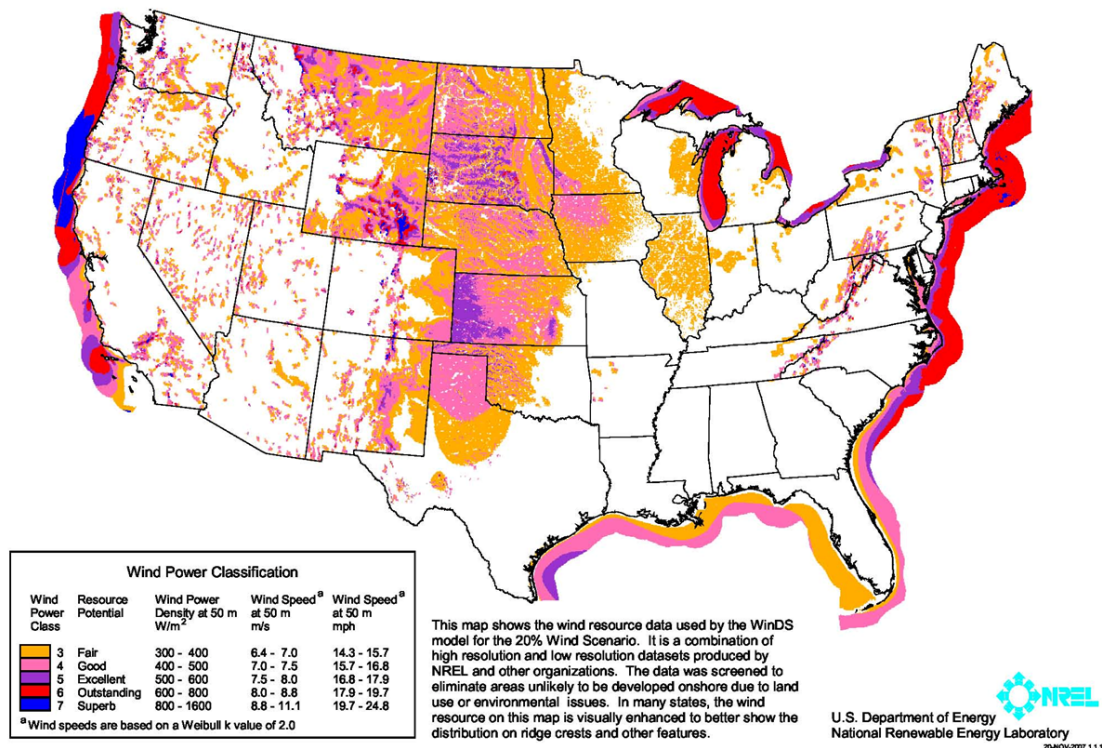 Wind Power Classification
Wind Resource Wind Power Wind Speed a Wind Speed a
Power Potential Density at 50 m at 50 m at 50 m
Class W/m2 m/s mph
3 Fair 300 - 400 6.4 - 7.0 14.3 - 15.7
4 Good 400 - 500 7.0 - 7.5 15.7 - 16.8
5 Excellent 500 - 600 7.5 - 8.0 16.8 - 17.9
6 Outstanding 600 - 800 8.0 - 8.8 17.9 - 19.7
7 Superb 800 - 1600 8.8 - 11.1 19.7 - 24.8
a Wind speeds are based on a Weibull k value of 2.0
This map shows the wind resource data used by the WinDS
model for the 20% Wind Scenario. It is a combination of
high resolution and low resolution datasets produced by
NREL and other organizations. The data was screened to
eliminate areas unlikely to be developed onshore due to land
use or environmental issues. In many states, the wind
resource on this map is visually enhanced to better show the
distribution on ridge crests and other features.
NREL
U.S. Department of Energy
National Renewable Energy Laboratory
20-NOV-2007 1.1.1